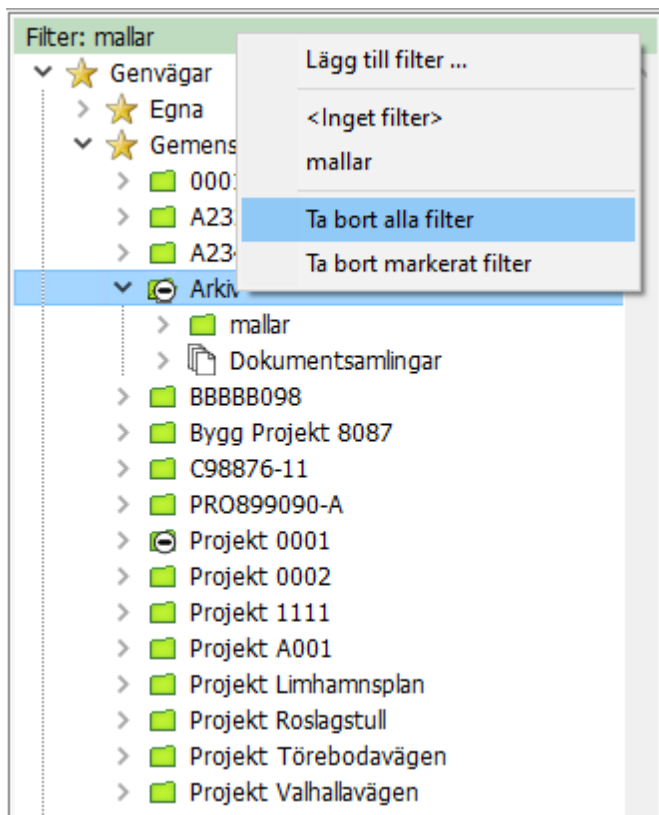 Filter: mallar
Lägg till filter ...
<Inget filter>
mallar
Ta bort alla filter
Ta bort markerat filter
Genvägar
Egna
Arkiv
mallar
Dokumentsamlingar
BBBBB098
Bygg Projekt 8087
C98876-11
PRO899090-A
Projekt 0001
Projekt 0002
Projekt 1111
Projekt A001
Projekt Limhamnsplan
Projekt Roslagstull
Projekt Törebodavägen
Projekt Valhallavägen